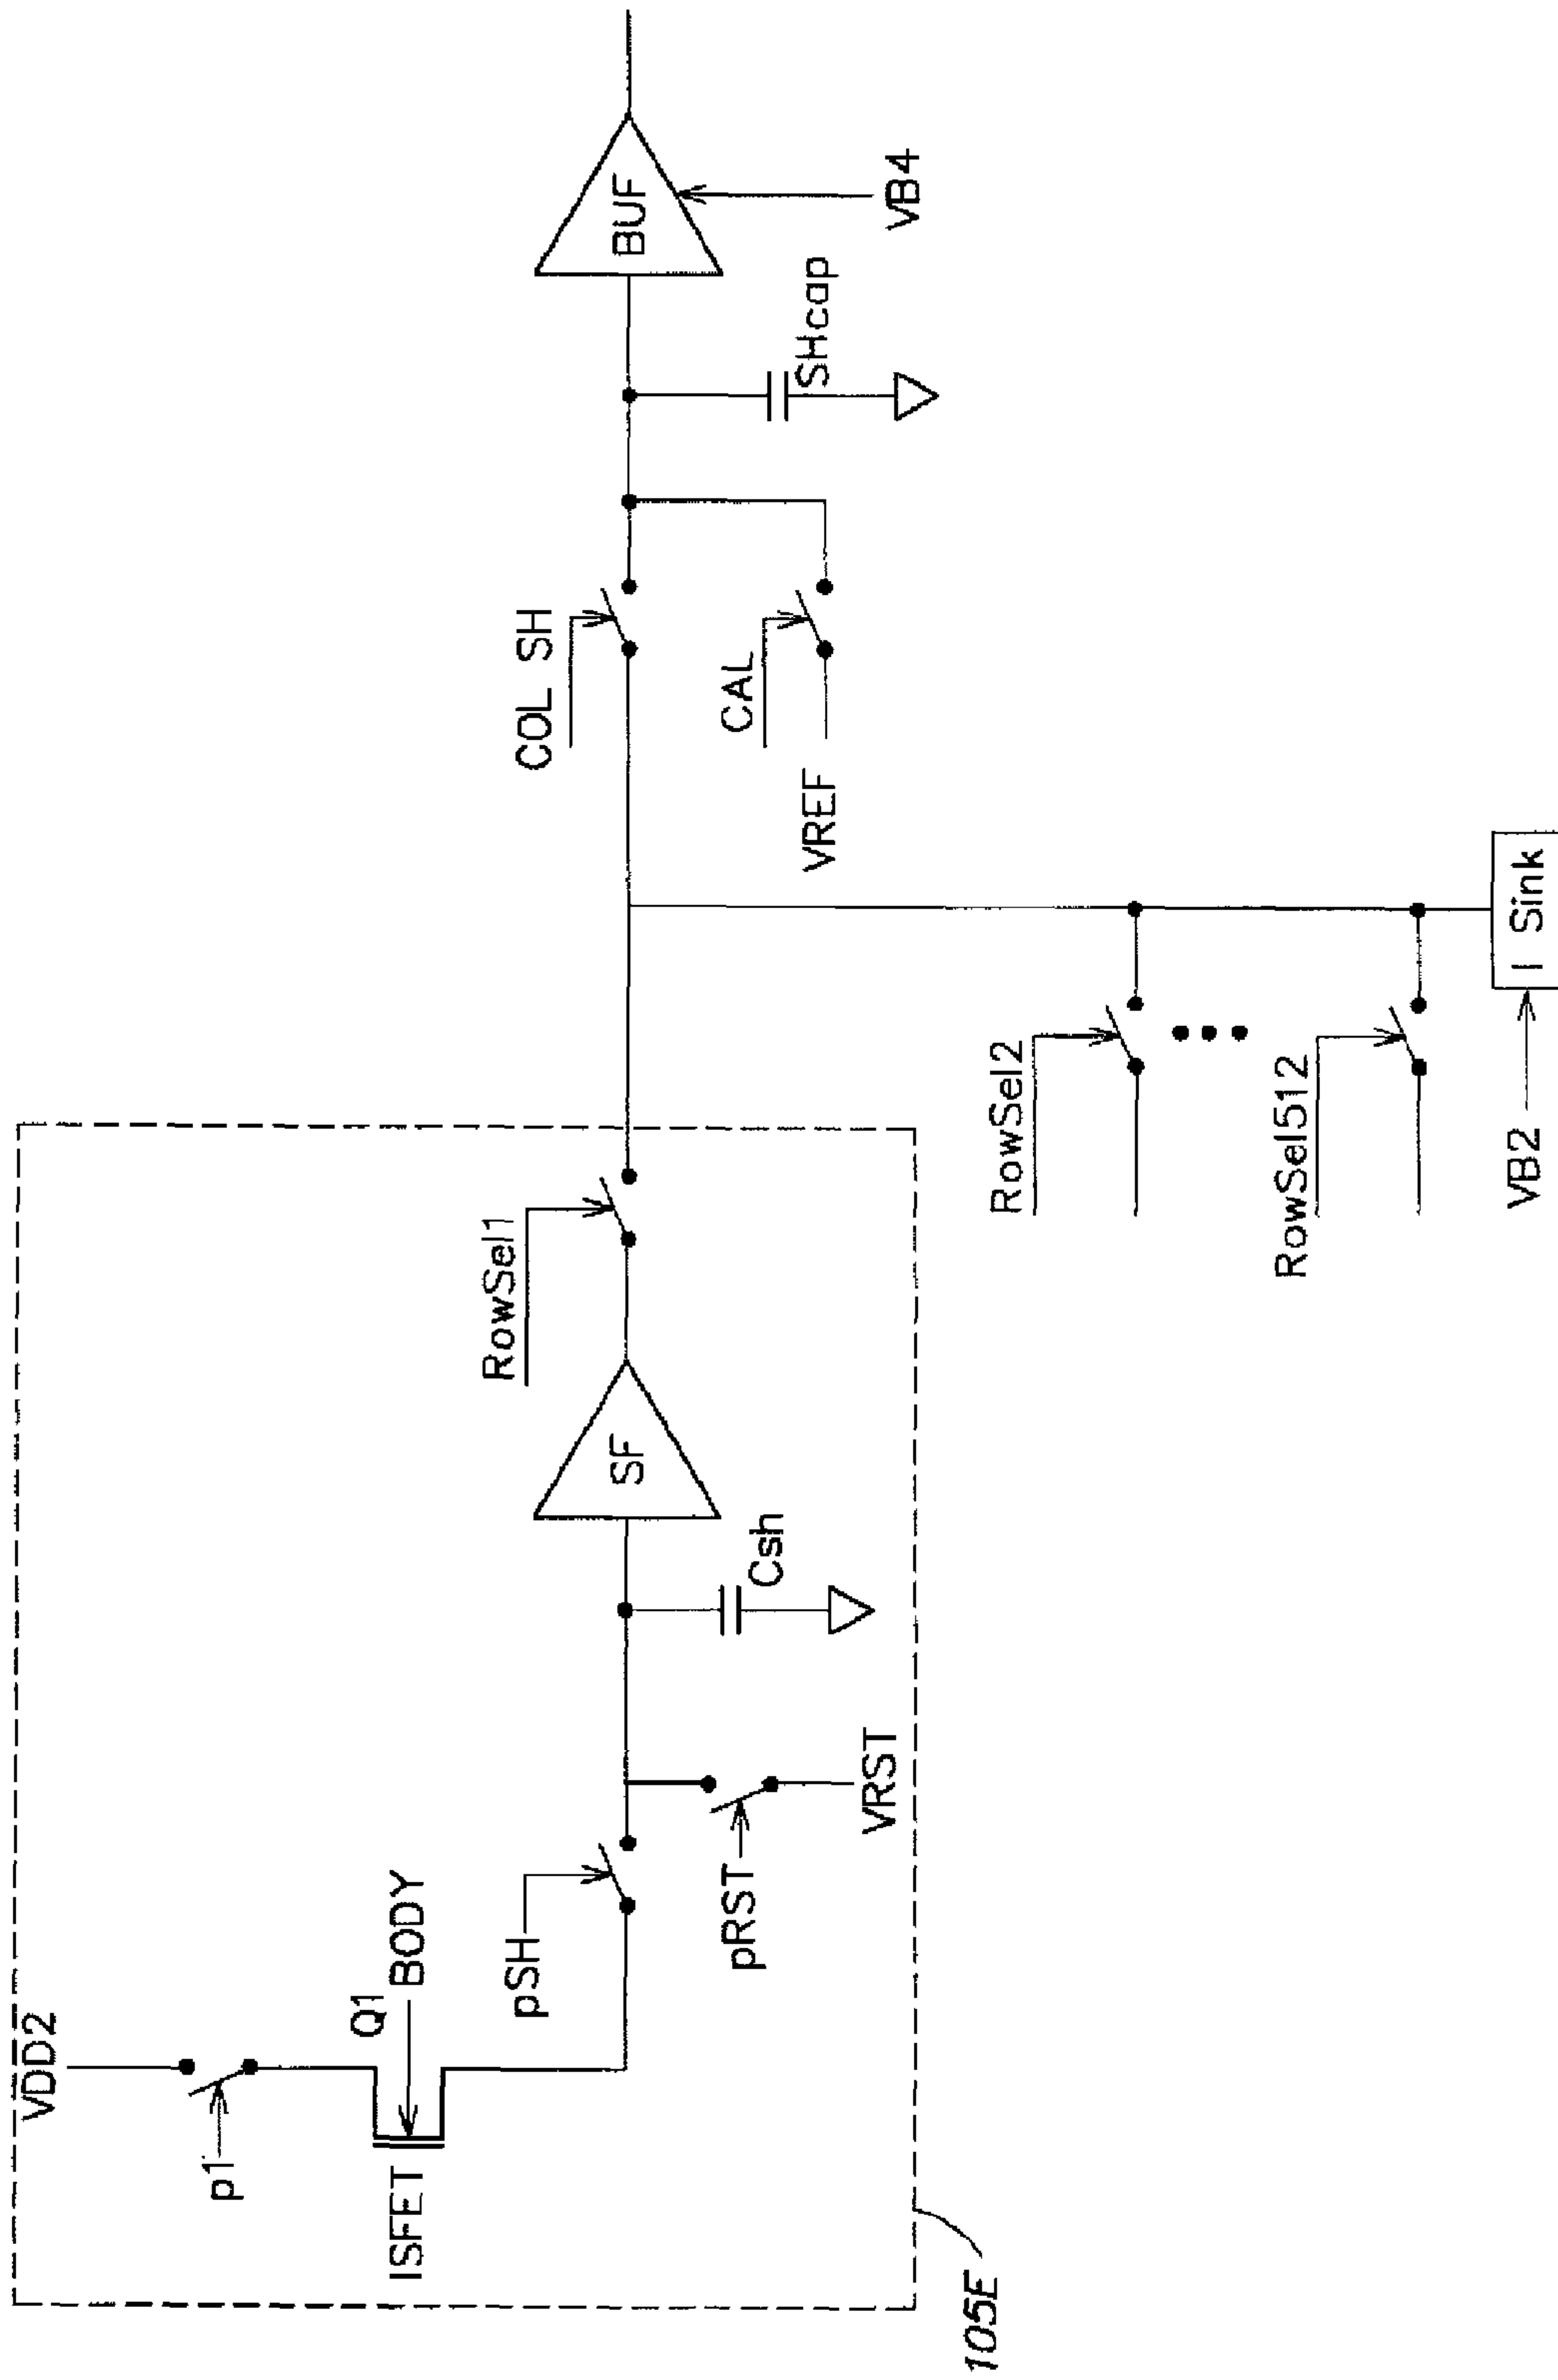 VDD2
p1
Q1
BODY
ISFET
pSH
pRST
VRST
Csh
SF
RowSel1
105E
COL SH
CAL
VREF
SHcap
BUF
VB4
RowSel2
RowSel512
VB2
I Sink